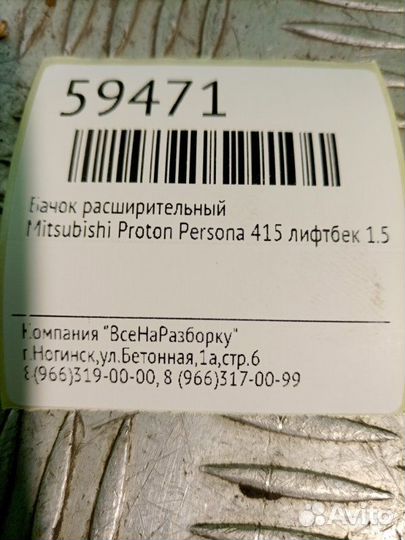 59471
Бачок расширительный
Mitsubishi Proton Persona 415 лифтбек 1.5
Компания "ВсеНаРазборку"
г.Ногинск,ул.Бетонная,1а,стр.6
8 (966)319-00-00, 8 (966)317-00-99
Avito